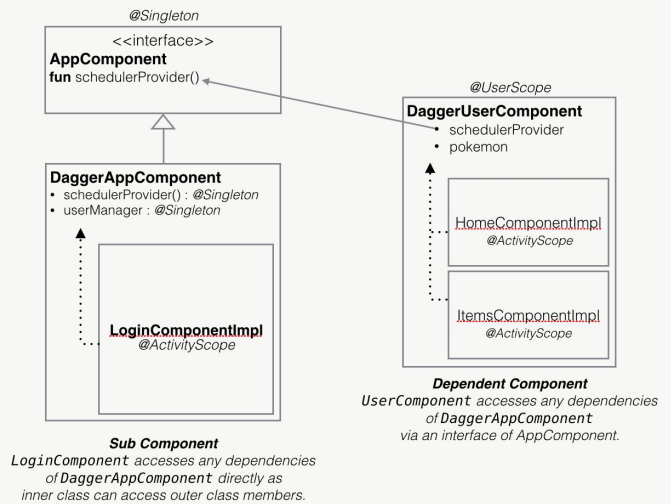 @Singleton
<<interface>>
AppComponent
fun schedulerProvider()
DaggerAppComponent
• schedulerProvider() : @Singleton
• userManager : @Singleton
LoginComponentImpl
@ActivityScope
Sub Component
LoginComponent accesses any dependencies
of DaggerAppComponent directly as
inner class can access outer class members.
@UserScope
DaggerUserComponent
• schedulerProvider
• pokemon
HomeComponentImpl
@ActivityScope
ItemsComponentImpl
@ActivityScope
Dependent Component
UserComponent accesses any dependencies
of DaggerAppComponent
via an interface of AppComponent.